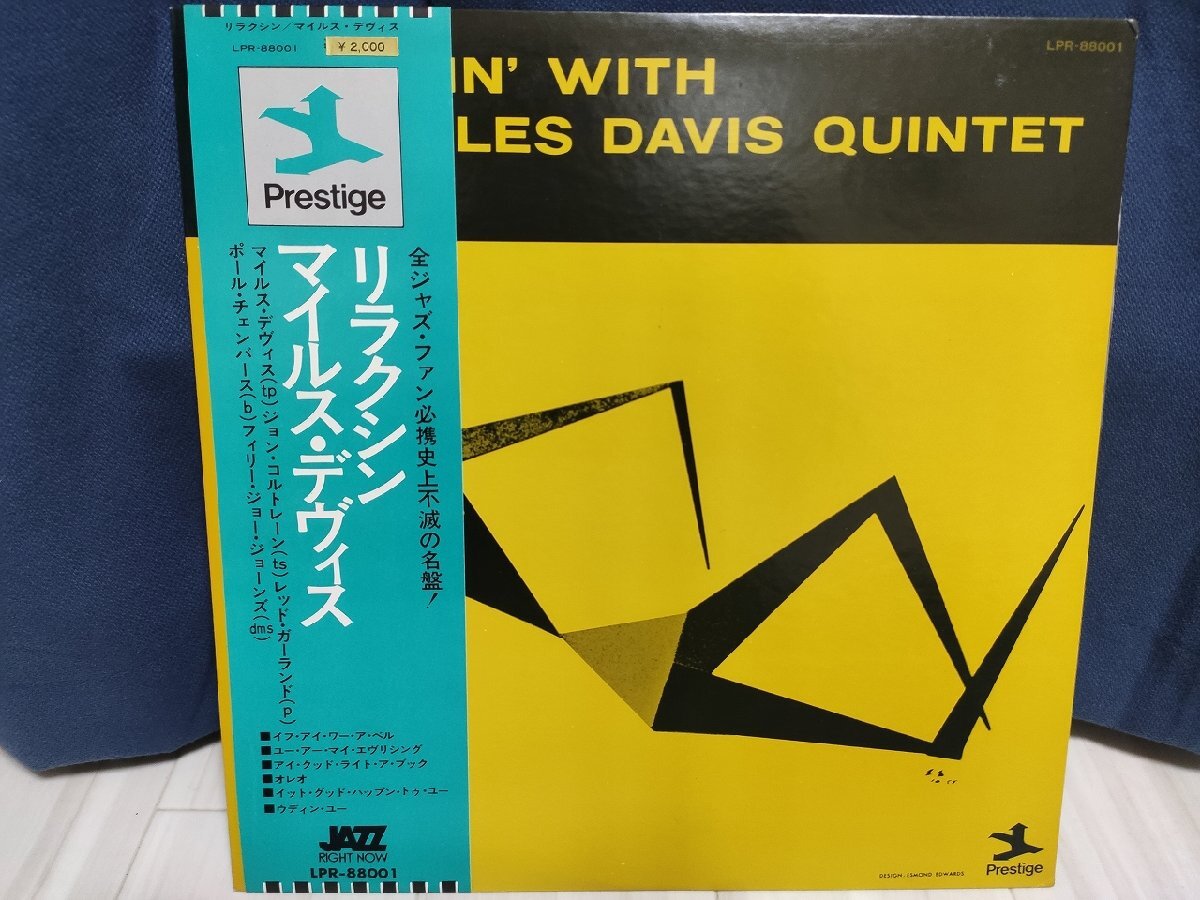 リラクシン/マイルス・デヴィス
LPR-88001
¥2,000
Prestige
全ジャズ・ファン必携史上不滅の名盤!
リラクシン
マイルス・デヴィス
マイルス・デヴィス(tp)ジョン・コルトレーン(ts)レッド・ガーランド(p)
ポール・チェンバース(b)フィリー・ジョー・ジョーンズ(dms)
■イフ・アイ・ワー・ア・ベル
■ユー・アー・マイ・エヴリシング
■アイ・クッド・ライト・ア・ブック
■オレオ
■イット・クッド・ハップン・トゥ・ユー
■ウディン・ユー
JAZZ
RIGHT NOW
LPR-88001
LPR-88001
IN' WITH
LES DAVIS QUINTET
DESIGN: ESMOND EDWARDS
Prestige